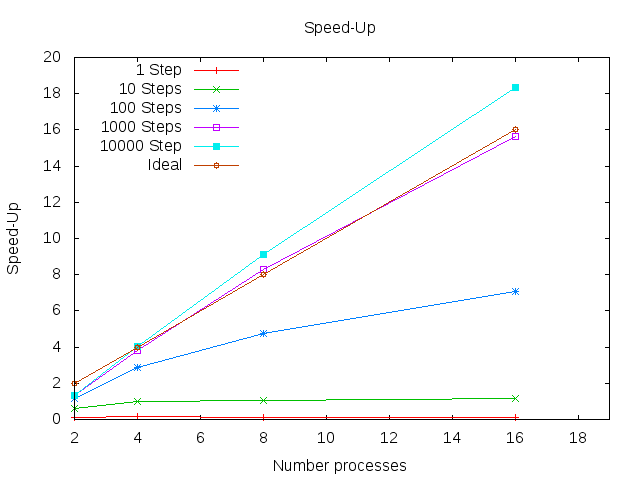 Speed-Up
20
18
16
14
12
10
8
6
4
2
0
Speed-Up
1 Step
10 Steps
100 Steps
1000 Steps
10000 Step
Ideal
2 4 6 8 10 12 14 16 18
Number processes